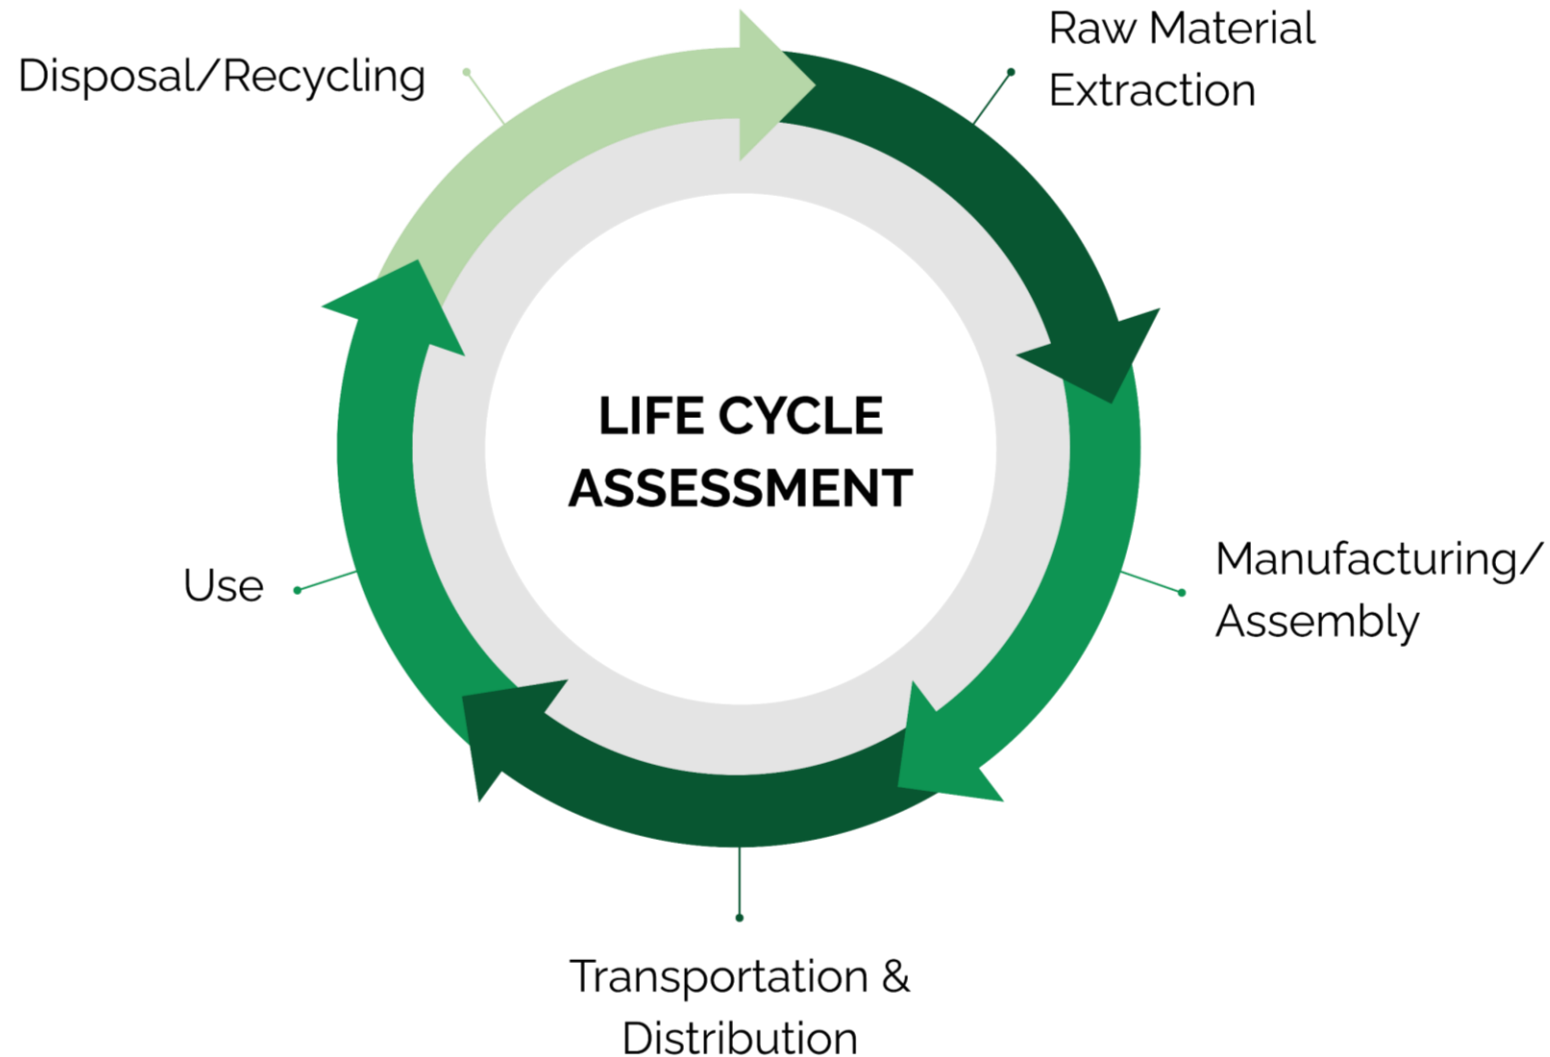 Disposal/Recycling
Raw Material
Extraction
LIFE CYCLE
ASSESSMENT
Use
Manufacturing/
Assembly
Transportation &
Distribution